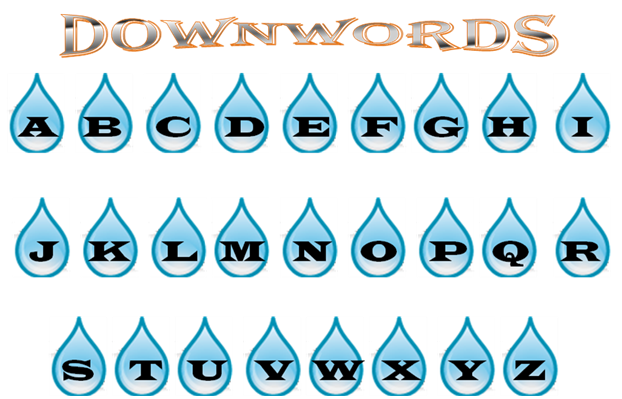 DOWNWORDS
A B C D E F G H I
J K L M N O P Q R
S T U V W X Y Z